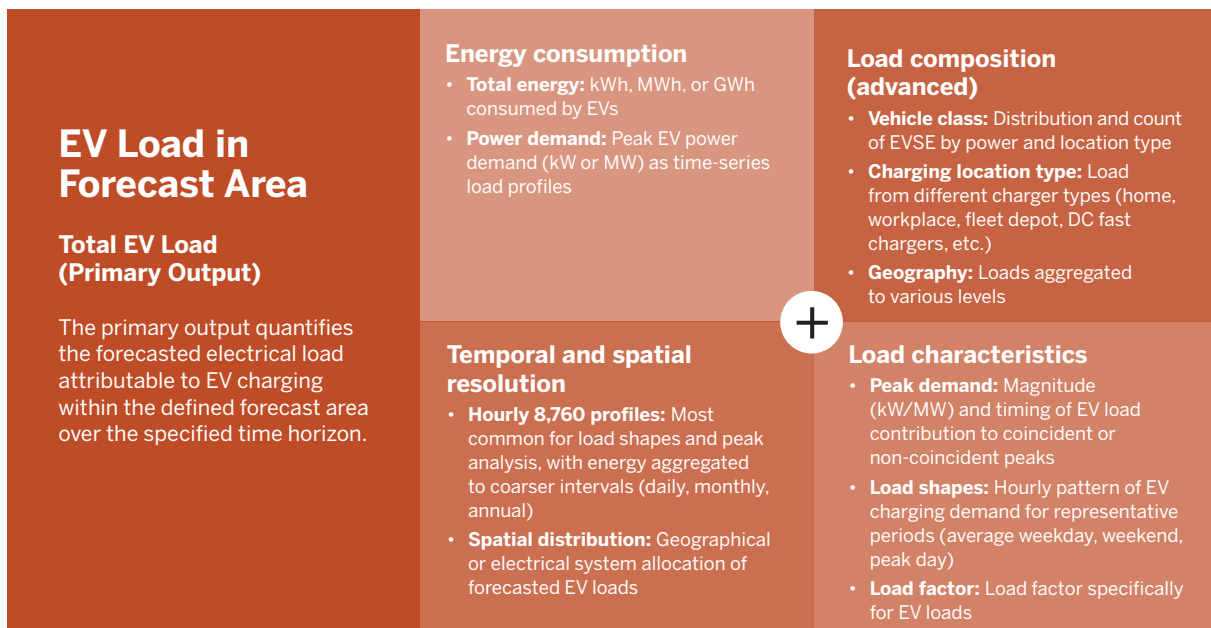 EV Load in
Forecast Area
Total EV Load
(Primary Output)
The primary output quantifies
the forecasted electrical load
attributable to EV charging
within the defined forecast area
over the specified time horizon.
Energy consumption
• Total energy: kWh, MWh, or GWh
consumed by EVs
• Power demand: Peak EV power
demand (kW or MW) as time-series
load profiles
Load composition
(advanced)
• Vehicle class: Distribution and count
of EVSE by power and location type
• Charging location type: Load
from different charger types (home,
workplace, fleet depot, DC fast
chargers, etc.)
• Geography: Loads aggregated
to various levels
+
Temporal and spatial
resolution
• Hourly 8,760 profiles: Most
common for load shapes and peak
analysis, with energy aggregated
to coarser intervals (daily, monthly,
annual)
• Spatial distribution: Geographical
or electrical system allocation of
forecasted EV loads
Load characteristics
• Peak demand: Magnitude
(kW/MW) and timing of EV load
contribution to coincident or
non-coincident peaks
• Load shapes: Hourly pattern of EV
charging demand for representative
periods (average weekday, weekend,
peak day)
• Load factor: Load factor specifically
for EV loads